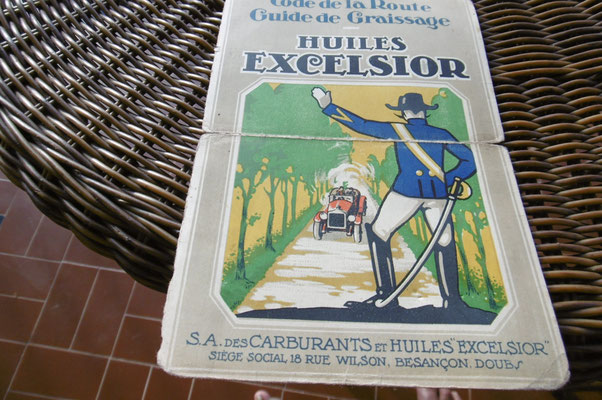 Code de la Route
Guide de Graissage
HUILES
EXCELSIOR
S.A. DES CARBURANTS ET HUILES "EXCELSIOR"
SIÈGE SOCIAL 18 RUE WILSON, BESANÇON. DOUBS